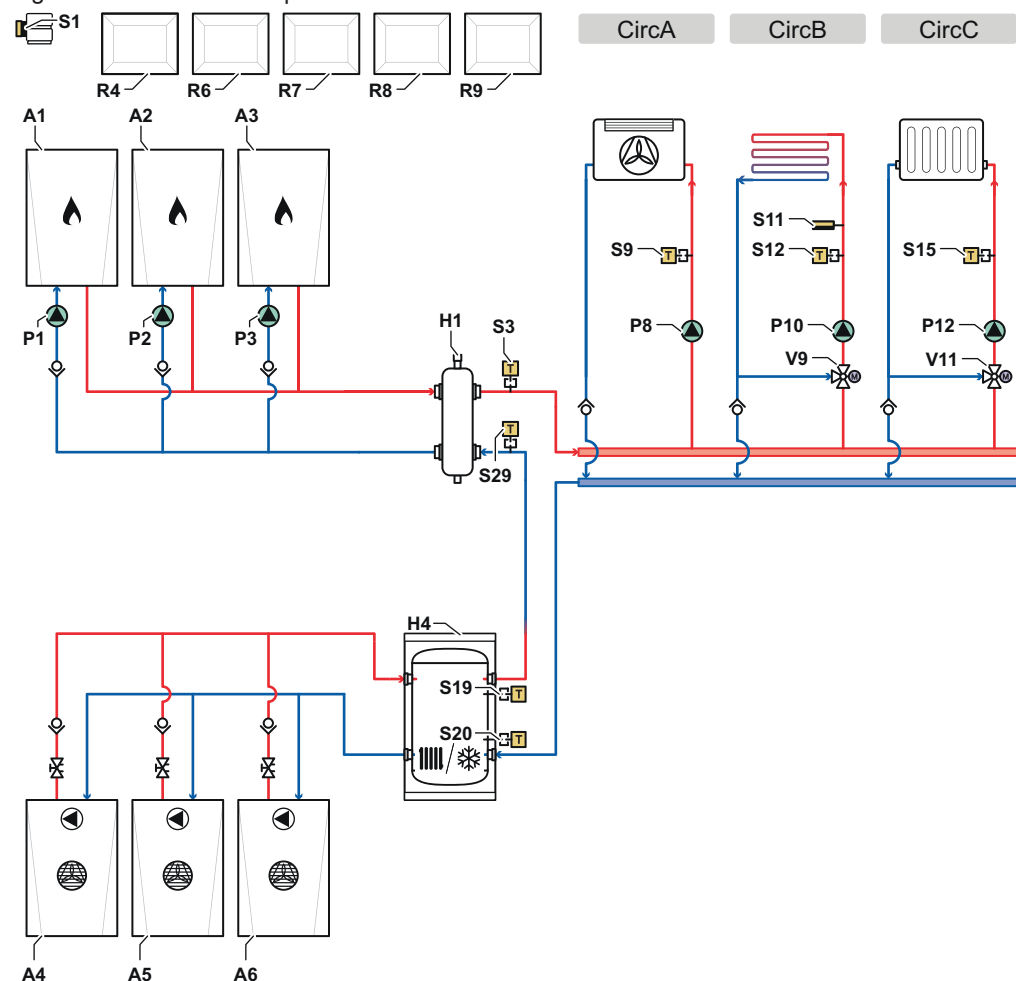 S1
CircA CircB CircC
R4 R6 R7 R8 R9
A1 A2 A3
S11
S9 T S12 T S15 T
P1 P2 P3 H1 S3 P8 P10 P12
T V9 M V11 M
T
S29
H4
S19 T
S20 T
A4 A5 A6